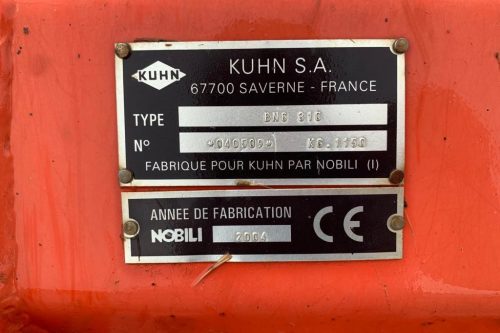 KUHN
KUHN S.A.
67700 SAVERNE - FRANCE
TYPE BNG 310
N° *040509* KG.1150
FABRIQUE POUR KUHN PAR NOBILI (I)
ANNEE DE FABRICATION
NOBILI 2004
CE